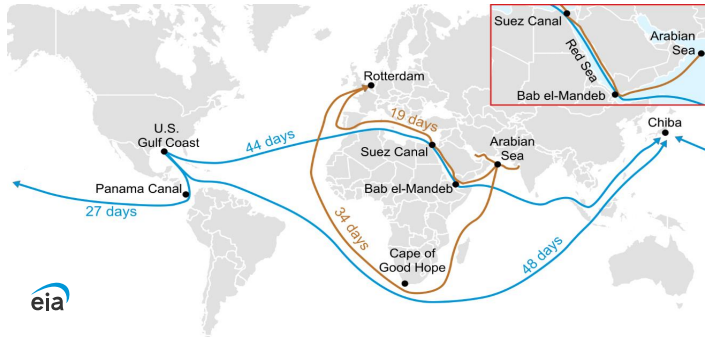 Suez Canal
Arabian
Sea
Red Sea
Bab el-Mandeb
Rotterdam
19 days
U.S.
Gulf Coast
44 days
Suez Canal
Arabian
Sea
Chiba
Panama Canal
Bab el-Mandeb
27 days
34 days
Cape of
Good Hope
48 days
eia